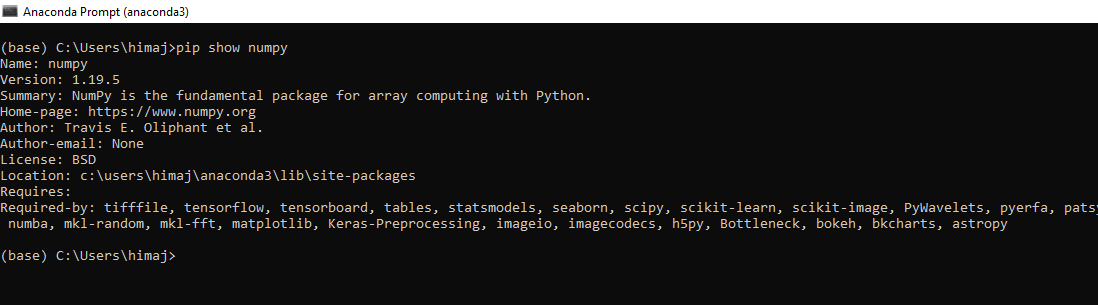 Anaconda Prompt (anaconda3)
(base) C:\Users\himaj>pip show numpy
Name: numpy
Version: 1.19.5
Summary: NumPy is the fundamental package for array computing with Python.
Home-page: https://www.numpy.org
Author: Travis E. Oliphant et al.
Author-email: None
License: BSD
Location: c:\users\himaj\anaconda3\lib\site-packages
Requires:
Required-by: tifffile, tensorflow, tensorboard, tables, statsmodels, seaborn, scipy, scikit-learn, scikit-image, PyWavelets, pyerfa,
numba, mkl-random, mkl-fft, matplotlib, Keras-Preprocessing, imageio, imagecodecs, h5py, Bottleneck, bokeh, bkcharts, astropy
(base) C:\Users\himaj>